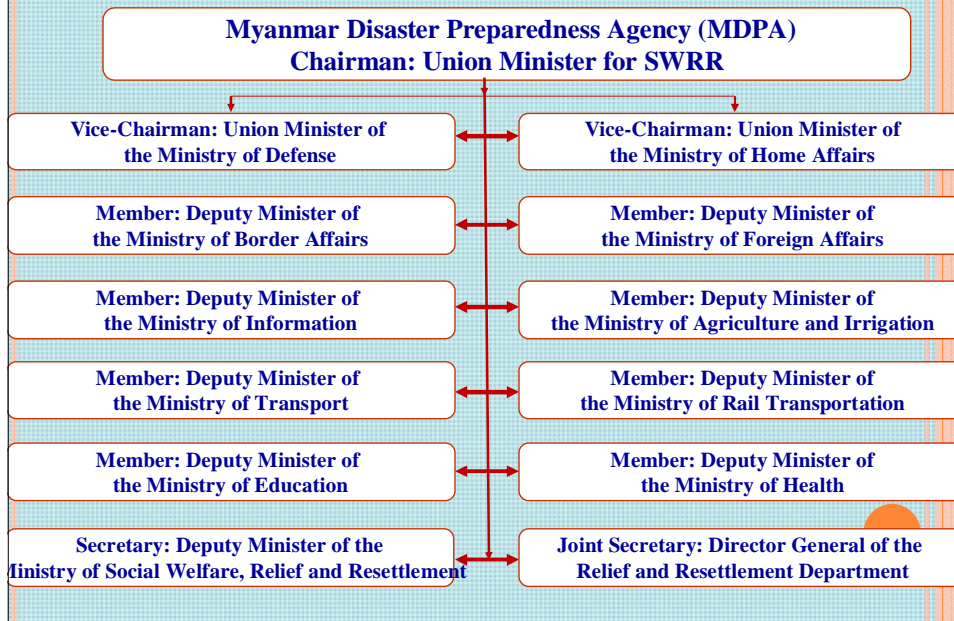 Myanmar Disaster Preparedness Agency (MDPA)
Chairman: Union Minister for SWRR
Vice-Chairman: Union Minister of
the Ministry of Defense
Vice-Chairman: Union Minister of
the Ministry of Home Affairs
Member: Deputy Minister of
the Ministry of Border Affairs
Member: Deputy Minister of
the Ministry of Foreign Affairs
Member: Deputy Minister of
the Ministry of Information
Member: Deputy Minister of
the Ministry of Agriculture and Irrigation
Member: Deputy Minister of
the Ministry of Transport
Member: Deputy Minister of
the Ministry of Rail Transportation
Member: Deputy Minister of
the Ministry of Education
Member: Deputy Minister of
the Ministry of Health
Secretary: Deputy Minister of the
Ministry of Social Welfare, Relief and Resettlement
Joint Secretary: Director General of the
Relief and Resettlement Department